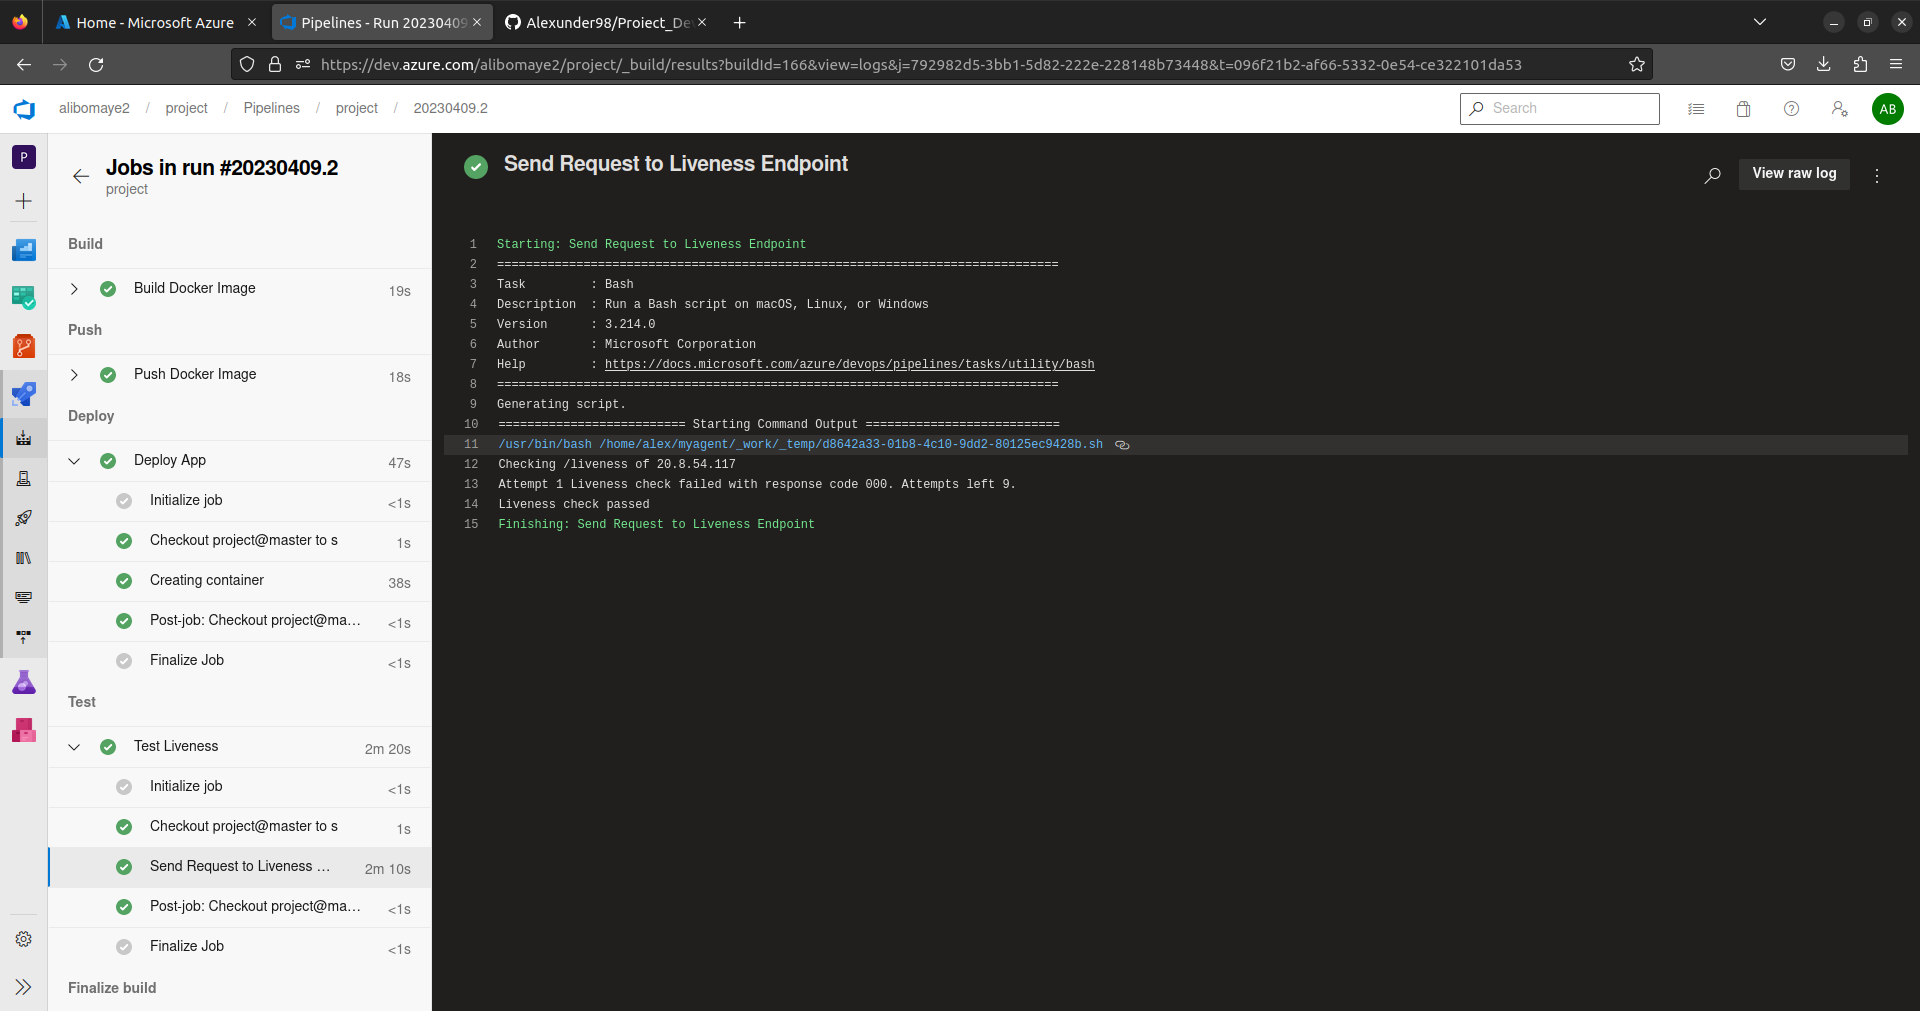 Home - Microsoft Azure
Pipelines - Run 20230409
Alexunder98/Project_De
https://dev.azure.com/alibomaye2/project/_build/results?buildId=166&view=logs&j=792982d5-3bb1-5d82-222e-228148b73448&t=096f21b2-af66-5332-0e54-ce322101da53
alibomaye2 / project / Pipelines / project / 20230409.2
Search
AB
P
Jobs in run #20230409.2
project
Build
Build Docker Image 19s
Push
Push Docker Image 18s
Deploy
Deploy App 47s
Initialize job <1s
Checkout project@master to s 1s
Creating container 38s
Post-job: Checkout project@ma… <1s
Finalize Job <1s
Test
Test Liveness 2m 20s
Initialize job <1s
Checkout project@master to s 1s
Send Request to Liveness … 2m 10s
Post-job: Checkout project@ma… <1s
Finalize Job <1s
Finalize build
Send Request to Liveness Endpoint
View raw log
1 Starting: Send Request to Liveness Endpoint
2 ==============================================================================
3 Task : Bash
4 Description : Run a Bash script on macOS, Linux, or Windows
5 Version : 3.214.0
6 Author : Microsoft Corporation
7 Help : https://docs.microsoft.com/azure/devops/pipelines/tasks/utility/bash
8 ==============================================================================
9 Generating script.
10 ========================== Starting Command Output ===========================
11 /usr/bin/bash /home/alex/myagent/_work/_temp/d8642a33-01b8-4c10-9dd2-80125ec9428b.sh
12 Checking /liveness of 20.8.54.117
13 Attempt 1 Liveness check failed with response code 000. Attempts left 9.
14 Liveness check passed
15 Finishing: Send Request to Liveness Endpoint